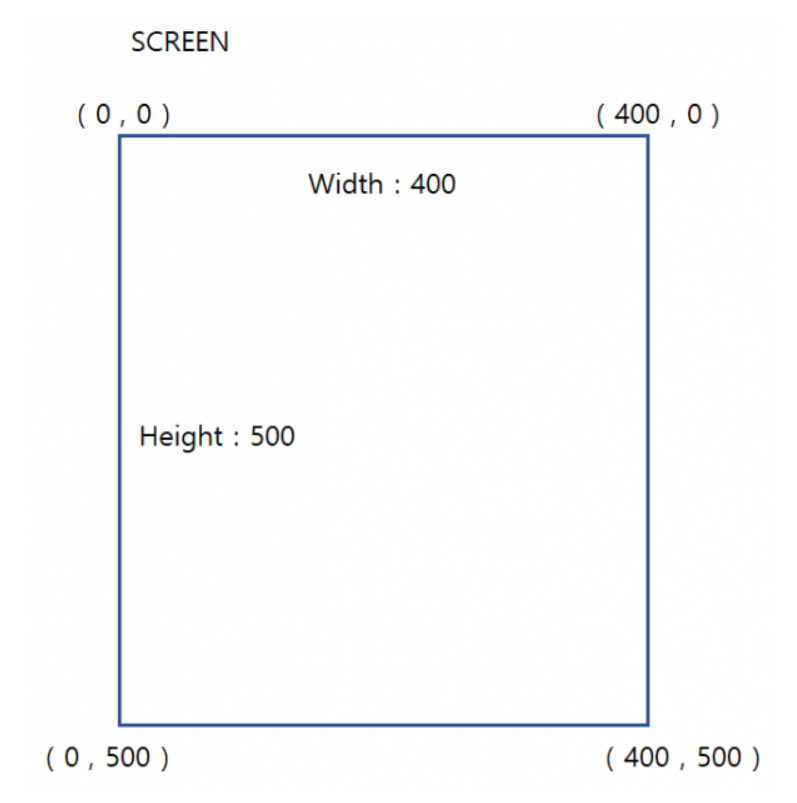 SCREEN
( 0 , 0 ) ( 400 , 0 )
Width : 400
Height : 500
( 0 , 500 ) ( 400 , 500 )